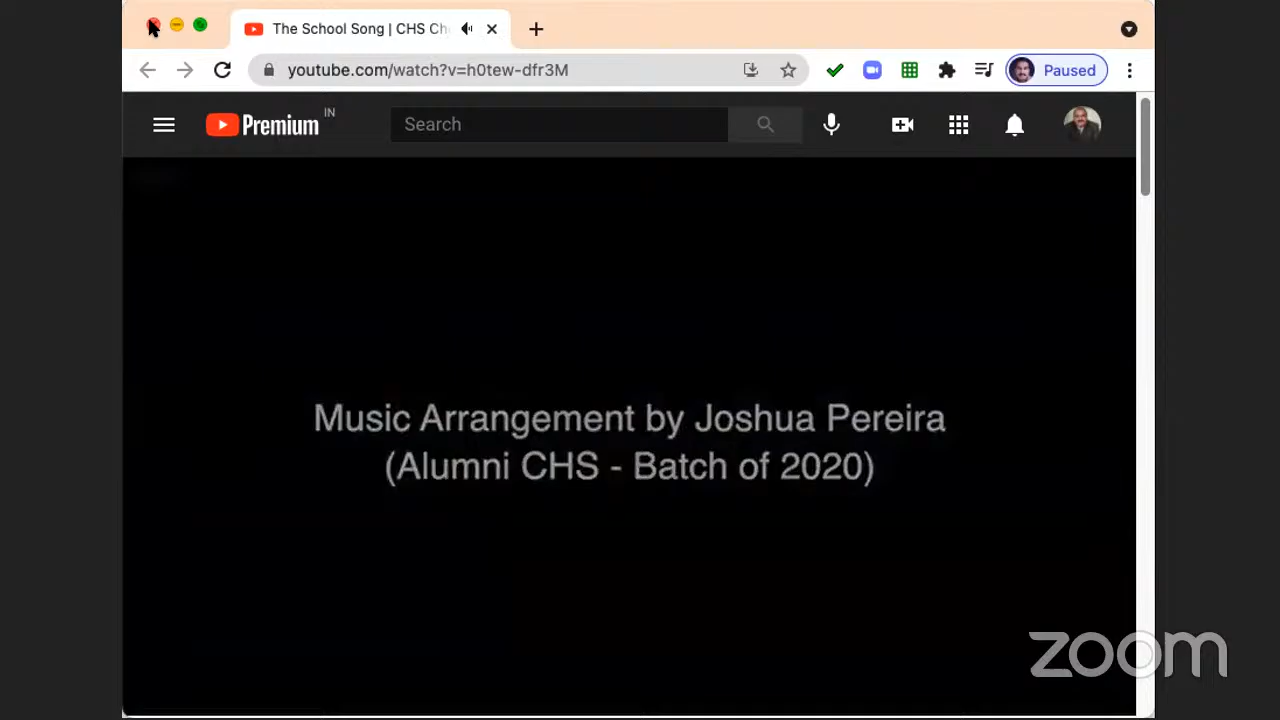 The School Song | CHS Ch
youtube.com/watch?v=h0tew-dfr3M
Paused
Premium IN
Search
Music Arrangement by Joshua Pereira
(Alumni CHS - Batch of 2020)
zoom